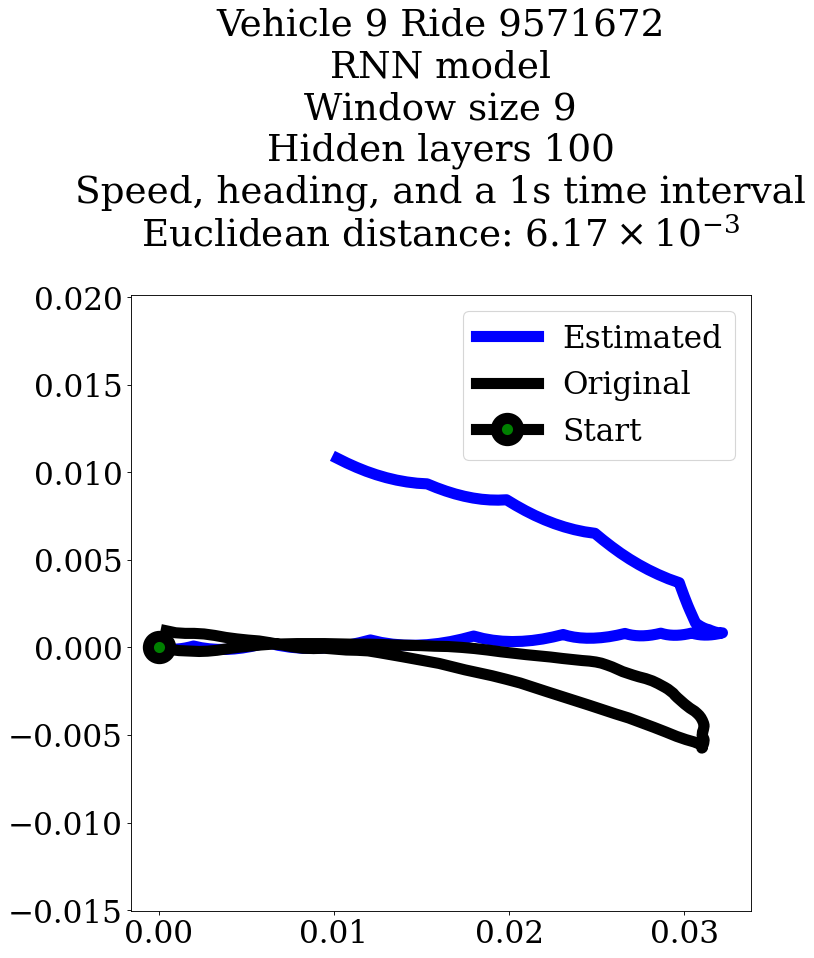 Vehicle 9 Ride 9571672
RNN model
Window size 9
Hidden layers 100
Speed, heading, and a 1s time interval
Euclidean distance: 6.17 × 10⁻³
Estimated
Original
Start
0.020
0.015
0.010
0.005
0.000
−0.005
−0.010
−0.015
0.00 0.01 0.02 0.03